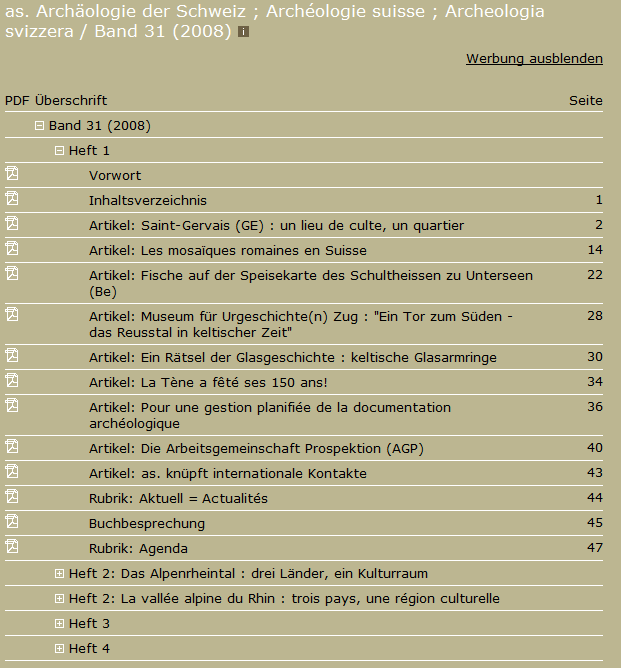 as. Archäologie der Schweiz ; Archéologie suisse ; Archeologia
svizzera / Band 31 (2008) i
Werbung ausblenden
PDF Überschrift Seite
Band 31 (2008)
Heft 1
Vorwort
Inhaltsverzeichnis 1
Artikel: Saint-Gervais (GE) : un lieu de culte, un quartier 2
Artikel: Les mosaïques romaines en Suisse 14
Artikel: Fische auf der Speisekarte des Schultheissen zu Unterseen 22
(Be)
Artikel: Museum für Urgeschichte(n) Zug : "Ein Tor zum Süden - 28
das Reusstal in keltischer Zeit"
Artikel: Ein Rätsel der Glasgeschichte : keltische Glasarmringe 30
Artikel: La Tène a fêté ses 150 ans! 34
Artikel: Pour une gestion planifiée de la documentation 36
archéologique
Artikel: Die Arbeitsgemeinschaft Prospektion (AGP) 40
Artikel: as. knüpft internationale Kontakte 43
Rubrik: Aktuell = Actualités 44
Buchbesprechung 45
Rubrik: Agenda 47
Heft 2: Das Alpenrheintal : drei Länder, ein Kulturraum
Heft 2: La vallée alpine du Rhin : trois pays, une région culturelle
Heft 3
Heft 4